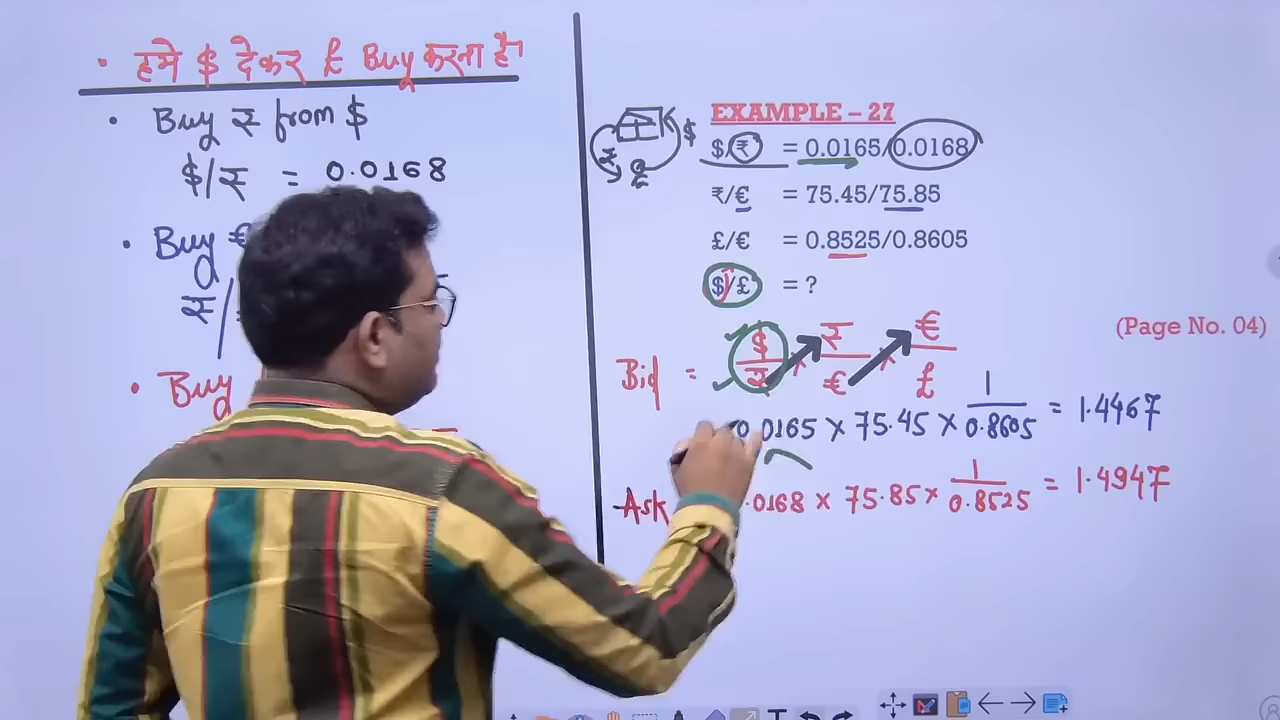 • हमे $ देकर £ Buy करता है
• Buy ₹ from $
$/₹ = 0.0168
• Buy €
₹/
• Buy
EXAMPLE – 27
$/₹ = 0.0165/0.0168
₹/€ = 75.45/75.85
£/€ = 0.8525/0.8605
$/£ = ?
(Page No. 04)
Bid = $/₹ × ₹/€ × €/£
0.0165 × 75.45 × 1/0.8605 = 1.4467
Ask .0168 × 75.85 × 1/0.8525 = 1.4947
$
₹